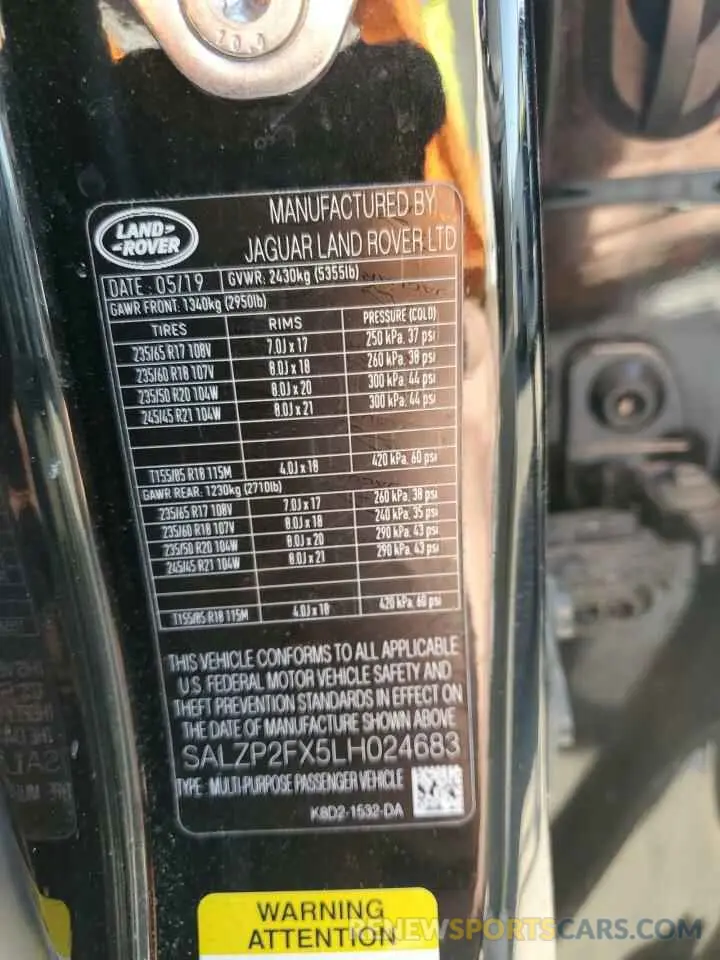 LAND-
-ROVER
MANUFACTURED BY:
JAGUAR LAND ROVER LTD
DATE: 05/19 GVWR: 2430kg (5355lb)
GAWR FRONT: 1340kg (2950lb)
TIRES RIMS PRESSURE (COLD)
235/65 R17 108V 7.0J x 17 250 kPa, 37 psi
235/60 R18 107V 8.0J x 18 260 kPa, 38 psi
235/50 R20 104W 8.0J x 20 300 kPa, 44 psi
245/45 R21 104W 8.0J x 21 300 kPa, 44 psi
T155/85 R18 115M 4.0J x 18 420 kPa, 60 psi
GAWR REAR: 1230kg (2710lb)
235/65 R17 108V 7.0J x 17 260 kPa, 38 psi
235/60 R18 107V 8.0J x 18 240 kPa, 35 psi
235/50 R20 104W 8.0J x 20 290 kPa, 43 psi
245/45 R21 104W 8.0J x 21 290 kPa, 43 psi
T155/85 R18 115M 4.0J x 18 420 kPa, 60 psi
THIS VEHICLE CONFORMS TO ALL APPLICABLE
U.S. FEDERAL MOTOR VEHICLE SAFETY AND
THEFT PREVENTION STANDARDS IN EFFECT ON
THE DATE OF MANUFACTURE SHOWN ABOVE
SALZP2FX5LH024683
TYPE: MULTI-PURPOSE PASSENGER VEHICLE
K8D2-1532-DA
WARNING
ATTENTION
RENEWSPORTSCARS.COM